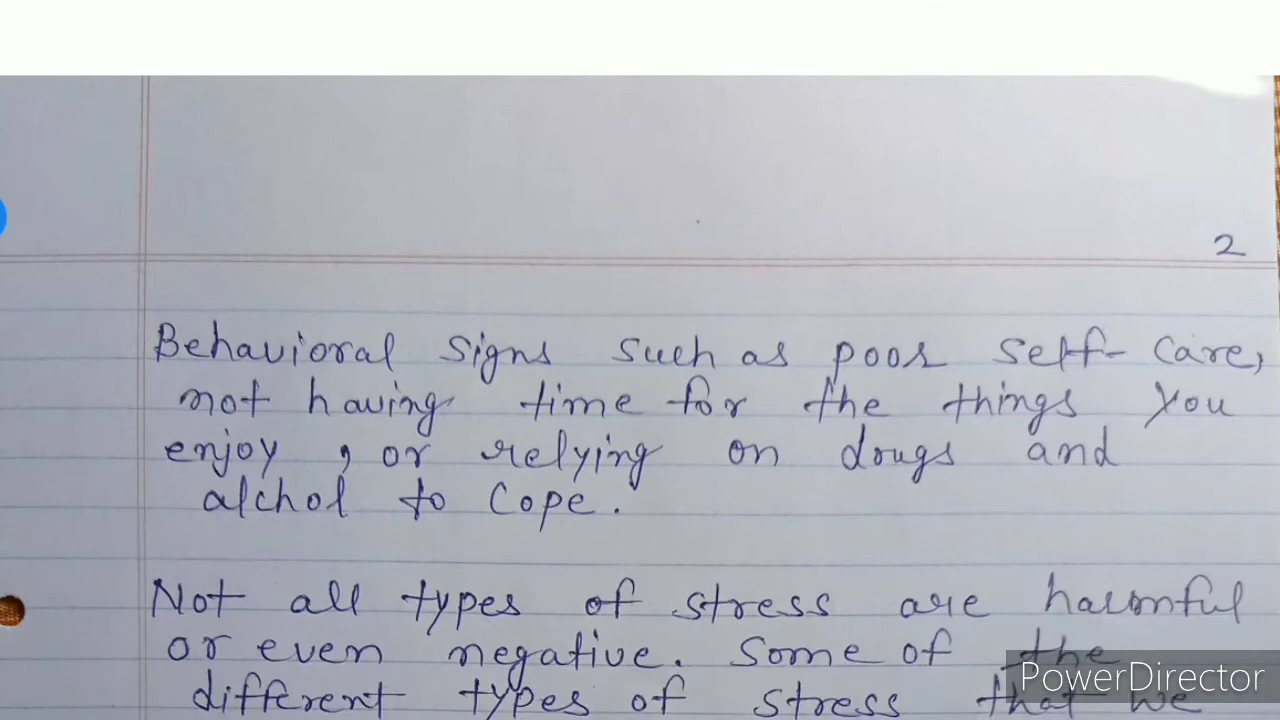 2
Behavioral signs such as poor self-care,
not having time for the things you
enjoy, or relying on drugs and
alchol to cope.
Not all types of stress are harmful
or even negative. Some of the
different types of stress that we
PowerDirector